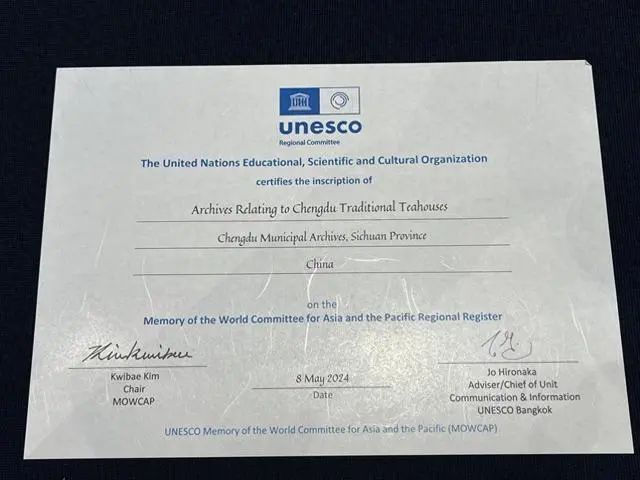 unesco
Regional Committee
The United Nations Educational, Scientific and Cultural Organization
certifies the inscription of
Archives Relating to Chengdu Traditional Teahouses
Chengdu Municipal Archives, Sichuan Province
China
on the
Memory of the World Committee for Asia and the Pacific Regional Register
Kwibae Kim
Chair
MOWCAP
8 May 2024
Date
Jo Hironaka
Adviser/Chief of Unit
Communication & Information
UNESCO Bangkok
UNESCO Memory of the World Committee for Asia and the Pacific (MOWCAP)